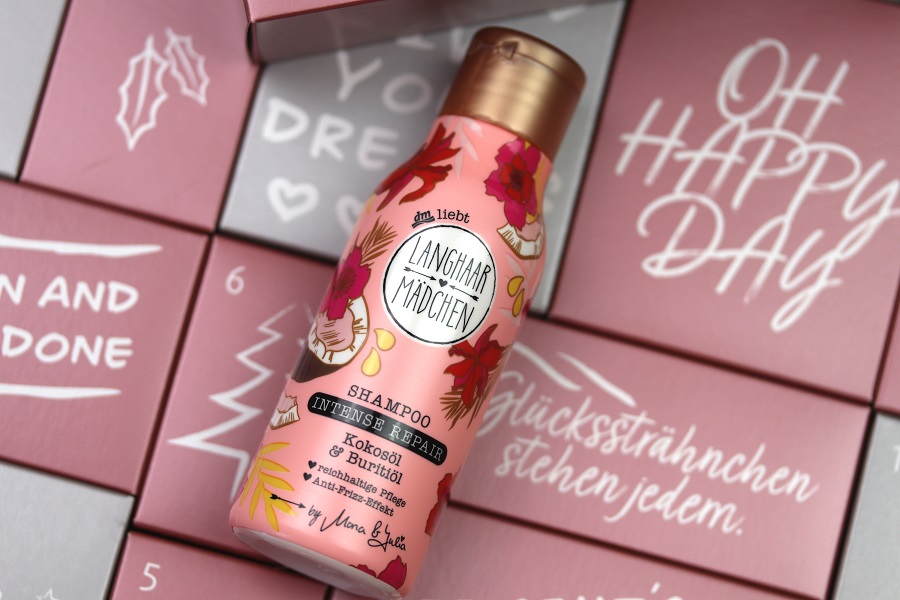 YOU
DRE
OH
HAPPY
DAY
AND
DONE
6
dm liebt
LANGHAAR
MÄDCHEN
SHAMPOO
INTENSE REPAIR
Kokosöl
& Buritiöl
reichhaltige Pflege
Anti-Frizz-Effekt
by Mona & Julia
Glückssträhnchen
stehen jedem.
5